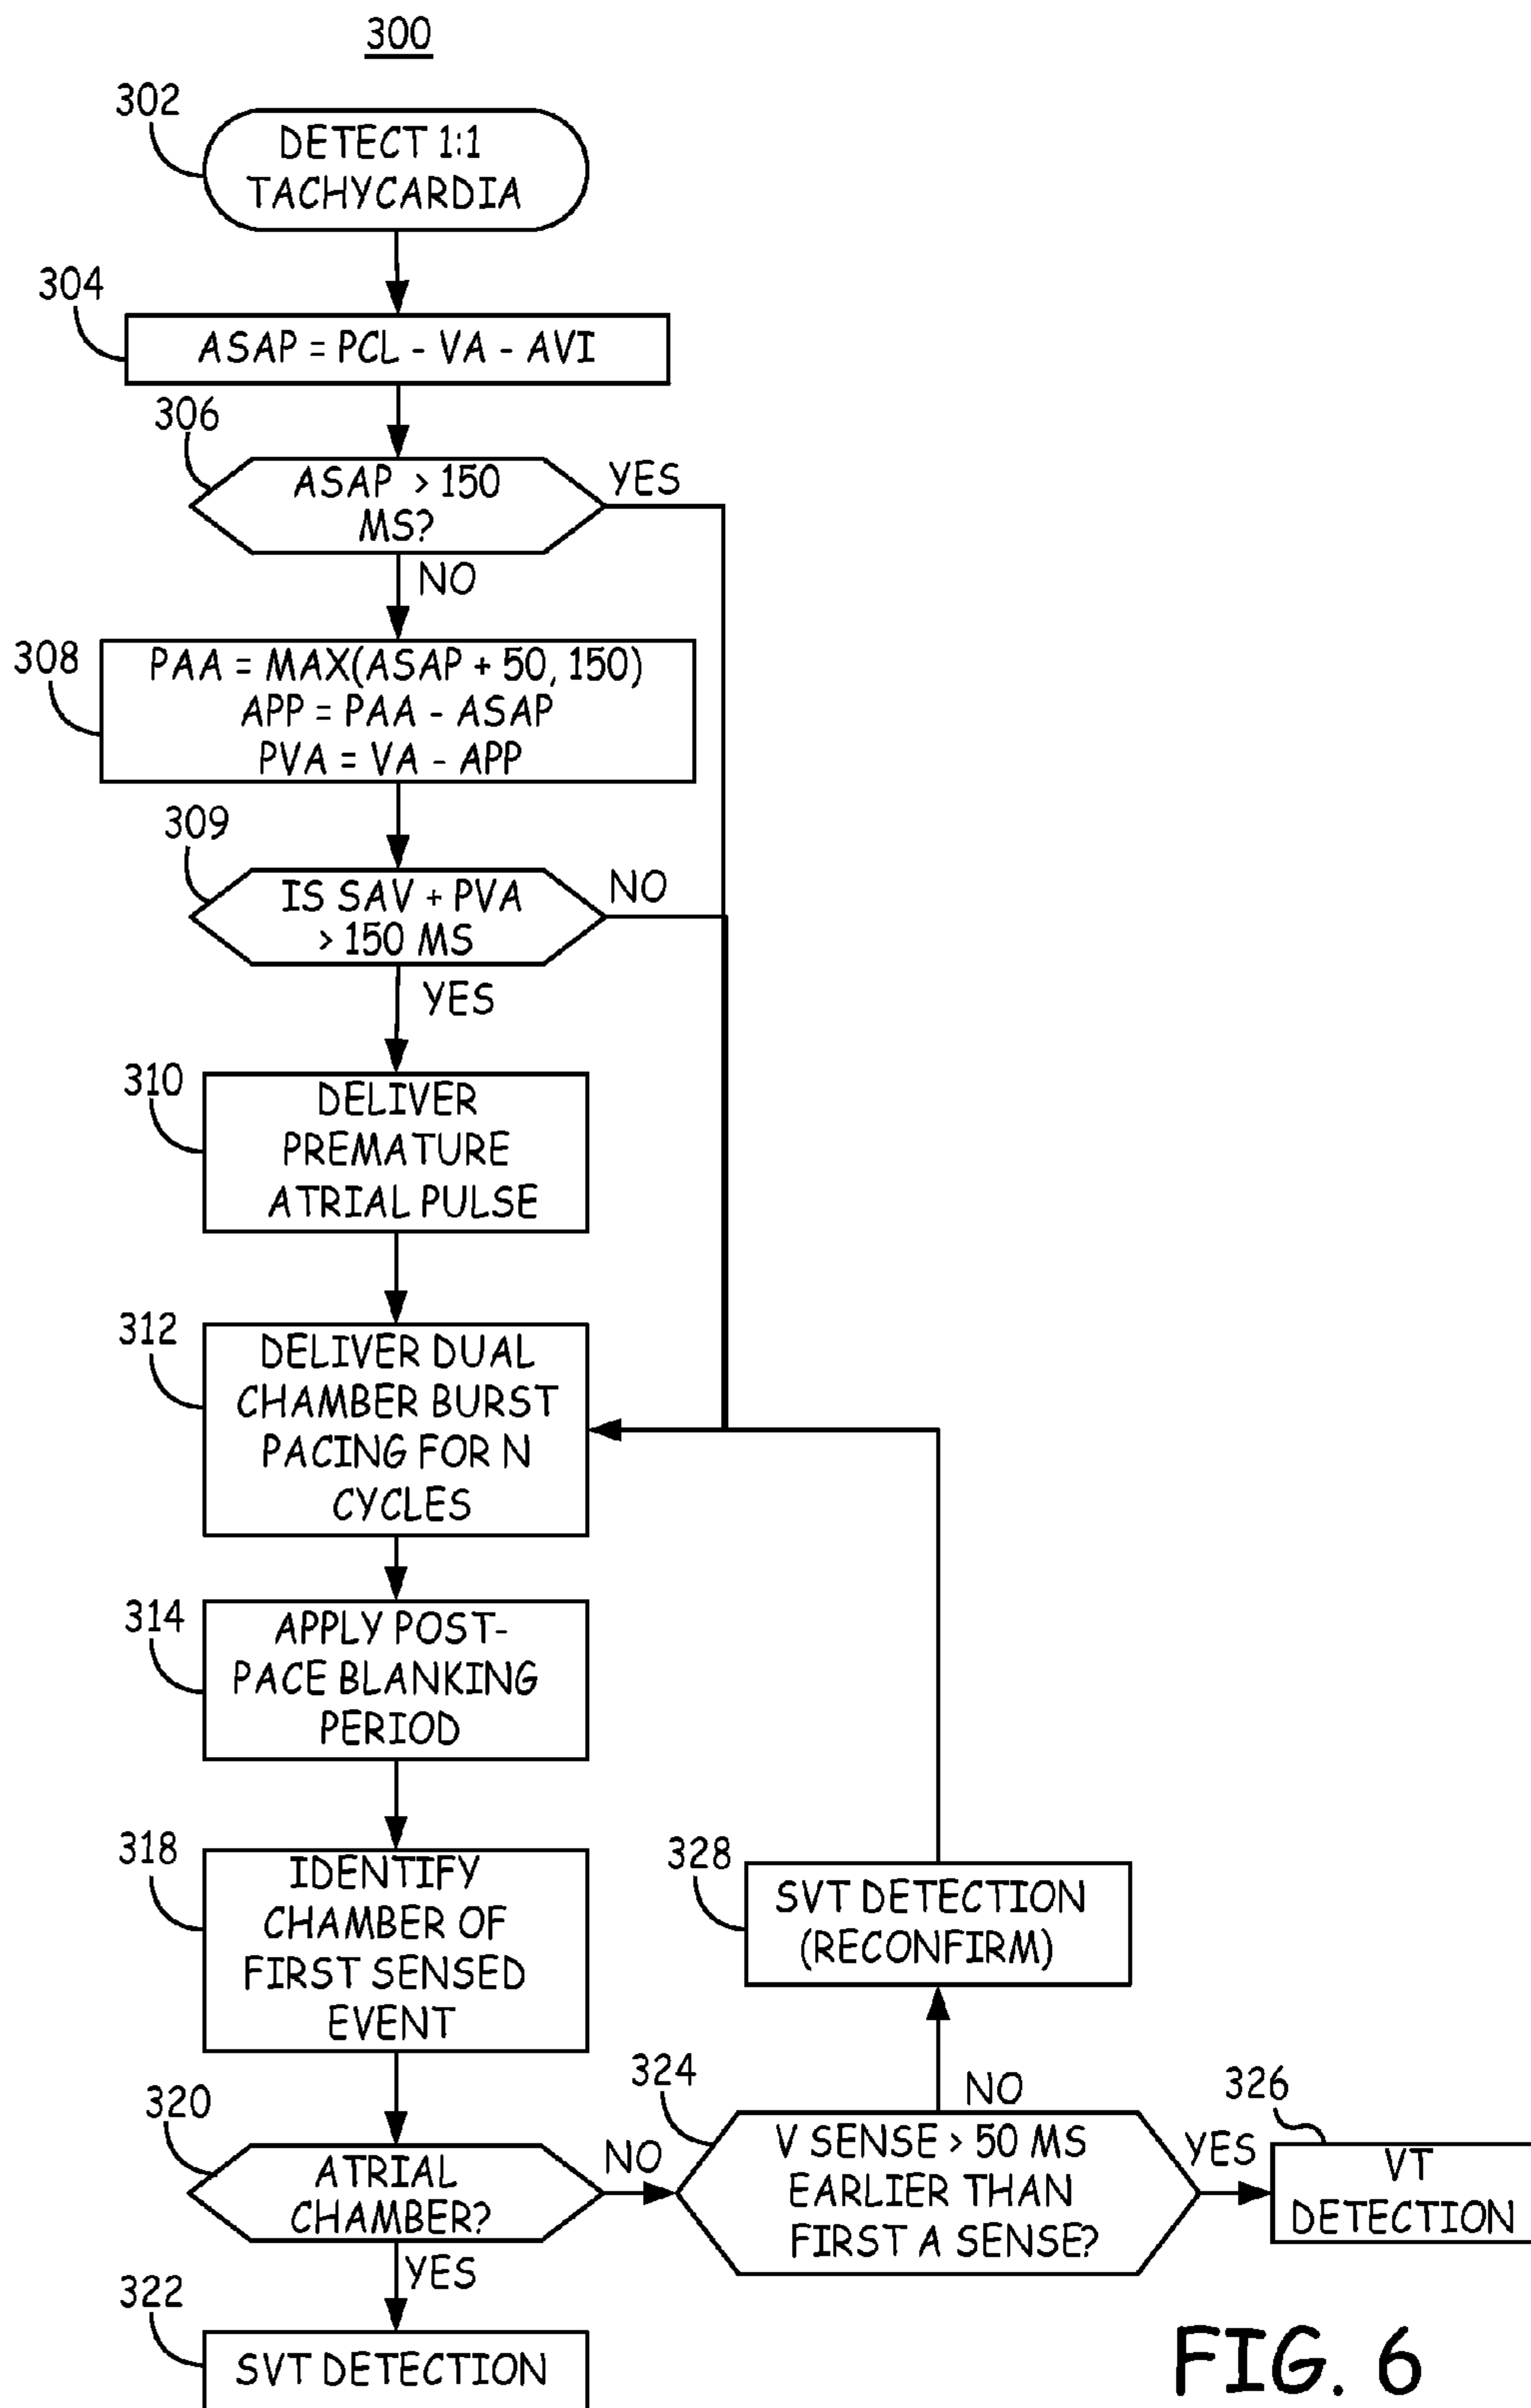 300
302
DETECT 1:1
TACHYCARDIA
304
ASAP = PCL - VA - AVI
306
ASAP > 150
MS?
YES
NO
308
PAA = MAX(ASAP + 50, 150)
APP = PAA - ASAP
PVA = VA - APP
309
IS SAV + PVA
> 150 MS
NO
YES
310
DELIVER
PREMATURE
ATRIAL PULSE
312
DELIVER DUAL
CHAMBER BURST
PACING FOR N
CYCLES
314
APPLY POST-
PACE BLANKING
PERIOD
318
IDENTIFY
CHAMBER OF
FIRST SENSED
EVENT
328
SVT DETECTION
(RECONFIRM)
320
ATRIAL
CHAMBER?
NO
YES
324
V SENSE > 50 MS
EARLIER THAN
FIRST A SENSE?
NO
YES
326
VT
DETECTION
322
SVT DETECTION
FIG. 6